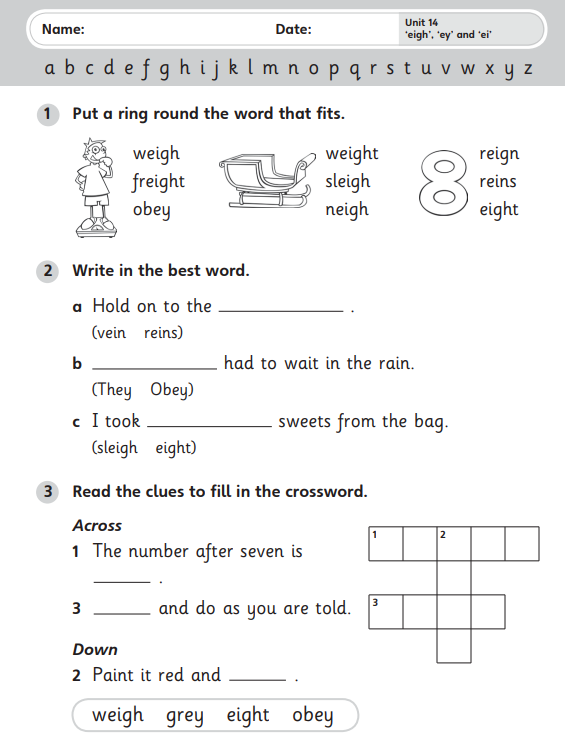 Name:
Date:
Unit 14
‘eigh’, ‘ey’ and ‘ei’
a b c d e f g h i j k l m n o p q r s t u v w x y z
1 Put a ring round the word that fits.
weigh
freight
obey
weight
sleigh
neigh
8
reign
reins
eight
2 Write in the best word.
a Hold on to the ____________ .
(vein reins)
b ____________ had to wait in the rain.
(They Obey)
c I took ____________ sweets from the bag.
(sleigh eight)
3 Read the clues to fill in the crossword.
Across
1 The number after seven is
______ .
3 ______ and do as you are told.
Down
2 Paint it red and ______ .
1 2
3
weigh grey eight obey